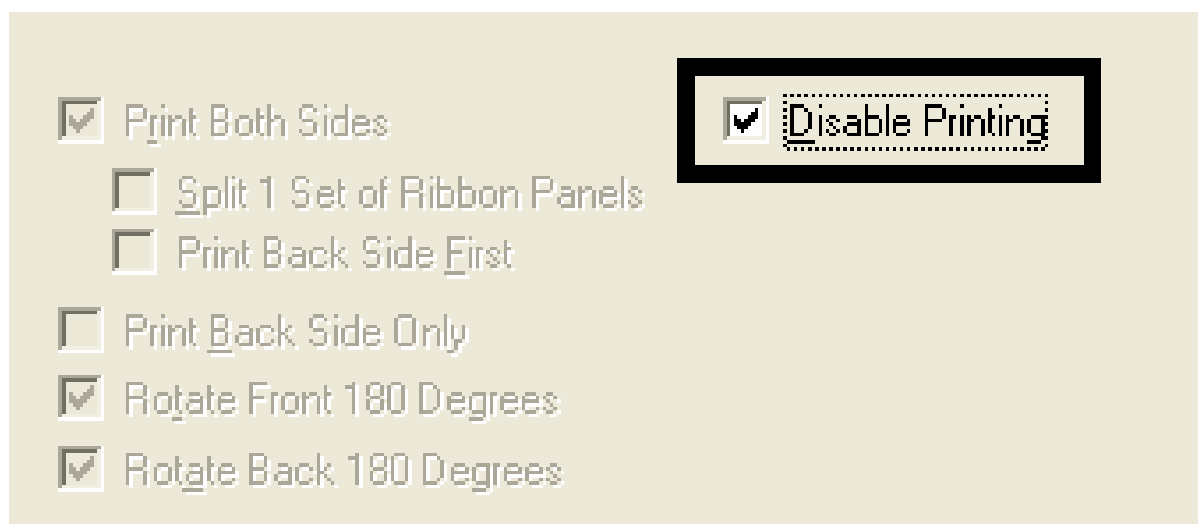 Print Both Sides
Disable Printing
Split 1 Set of Ribbon Panels
Print Back Side First
Print Back Side Only
Rotate Front 180 Degrees
Rotate Back 180 Degrees